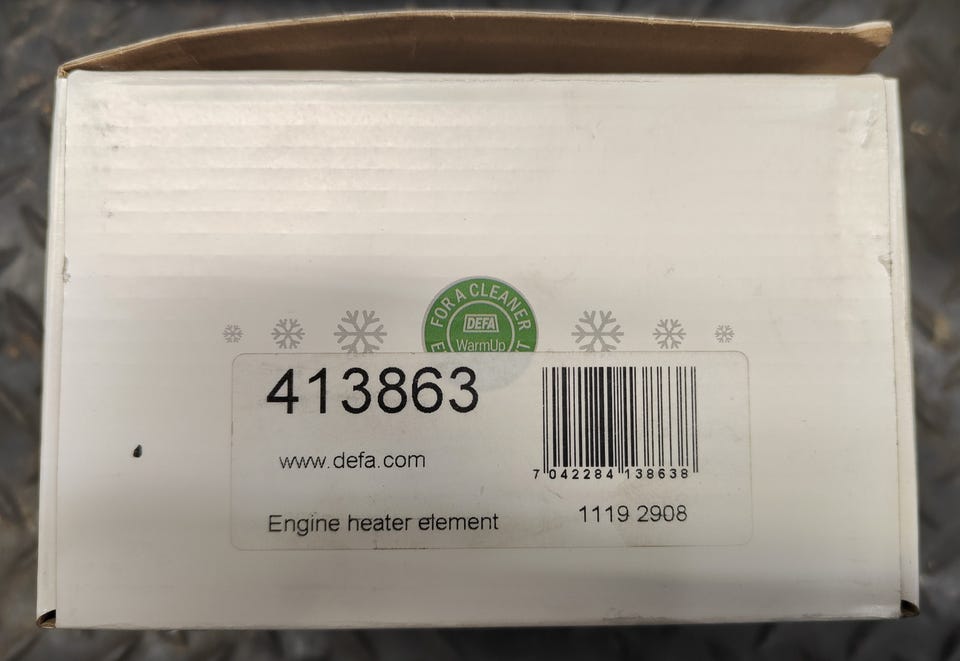 FOR A CLEANER
DEFA
WarmUp
413863
7 042284 138638
www.defa.com
Engine heater element
1119 2908